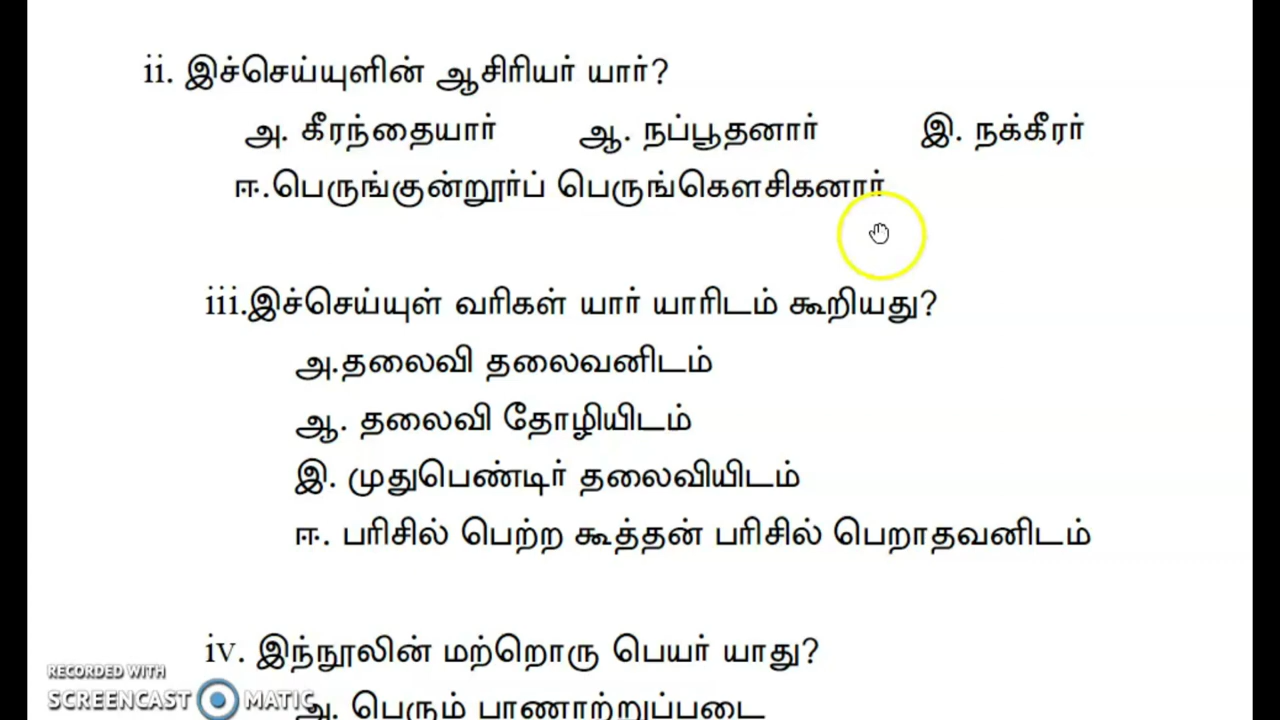 ii. இச்செய்யுளின் ஆசிரியர் யார்?
அ. கீரந்தையார் ஆ. நப்பூதனார் இ. நக்கீரர்
ஈ.பெருங்குன்றூர்ப் பெருங்கௌசிகனார்
iii.இச்செய்யுள் வரிகள் யார் யாரிடம் கூறியது?
அ.தலைவி தலைவனிடம்
ஆ. தலைவி தோழியிடம்
இ. முதுபெண்டிர் தலைவியிடம்
ஈ. பரிசில் பெற்ற கூத்தன் பரிசில் பெறாதவனிடம்
iv. இந்நூலின் மற்றொரு பெயர் யாது?
அ. பெரும் பாணாற்றுப்படை
RECORDED WITH
SCREENCAST MATIC